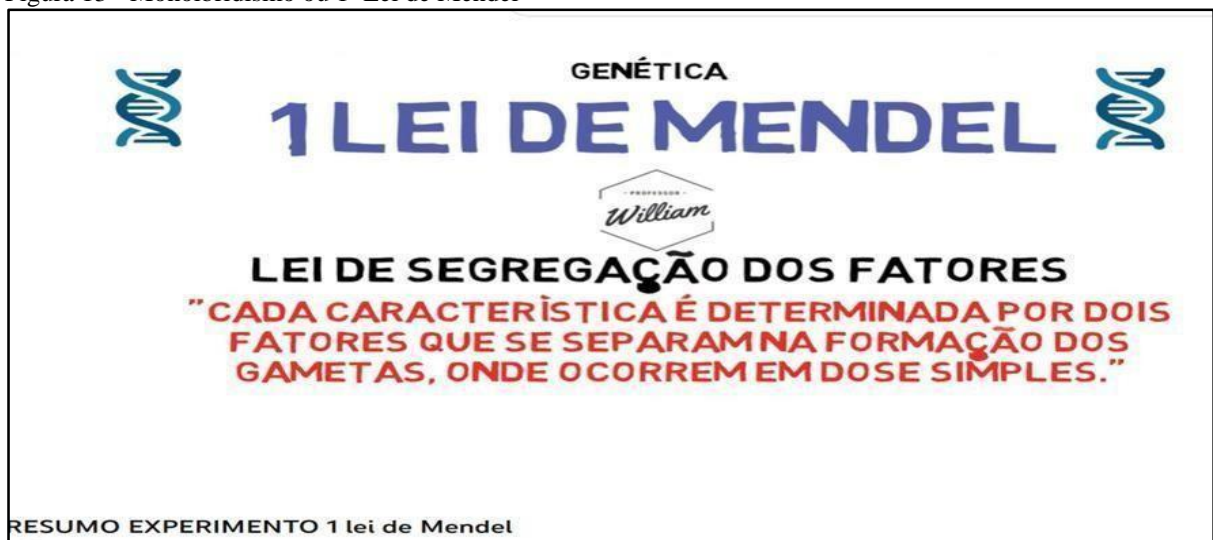 GENÉTICA
1 LEI DE MENDEL
- PROFESSOR -
William
LEI DE SEGREGAÇÃO DOS FATORES
"CADA CARACTERÌSTICA É DETERMINADA POR DOIS
FATORES QUE SE SEPARAM NA FORMAÇÃO DOS
GAMETAS, ONDE OCORREM EM DOSE SIMPLES."
RESUMO EXPERIMENTO 1 lei de Mendel